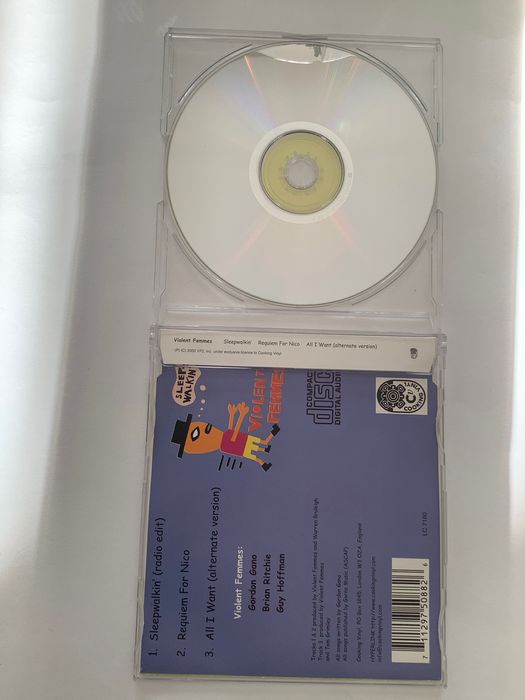 Violent Femmes Sleepwalkin' Requiem For Nico All I Want (alternate version)
(P) (C) 2000 VF2, Inc. under exclusive licence to Cooking Vinyl
SLEEP
WALKIN'
VIOLENT
FEMMES
COMPACT
disc
DIGITAL AUDIO
COOKING
VINYL
1. Sleepwalkin' (radio edit)
2. Requiem For Nico
3. All I Want (alternate version)
Violent Femmes:
Gordon Gano
Brian Ritchie
Guy Hoffman
Tracks 1 & 2 produced by Violent Femmes and Warren Bruleigh
Track 3 produced by Violent Femmes
and Tom Grimley
All songs written by Gordon Gano
All songs published by Gorno Music (ASCAP)
Cooking Vinyl, PO Box 1845, London W3 OZA, England
HYPERLINK http://www.cookingvinyl.com
info@cookingvinyl.com
LC 7180
7 11297 50882 6